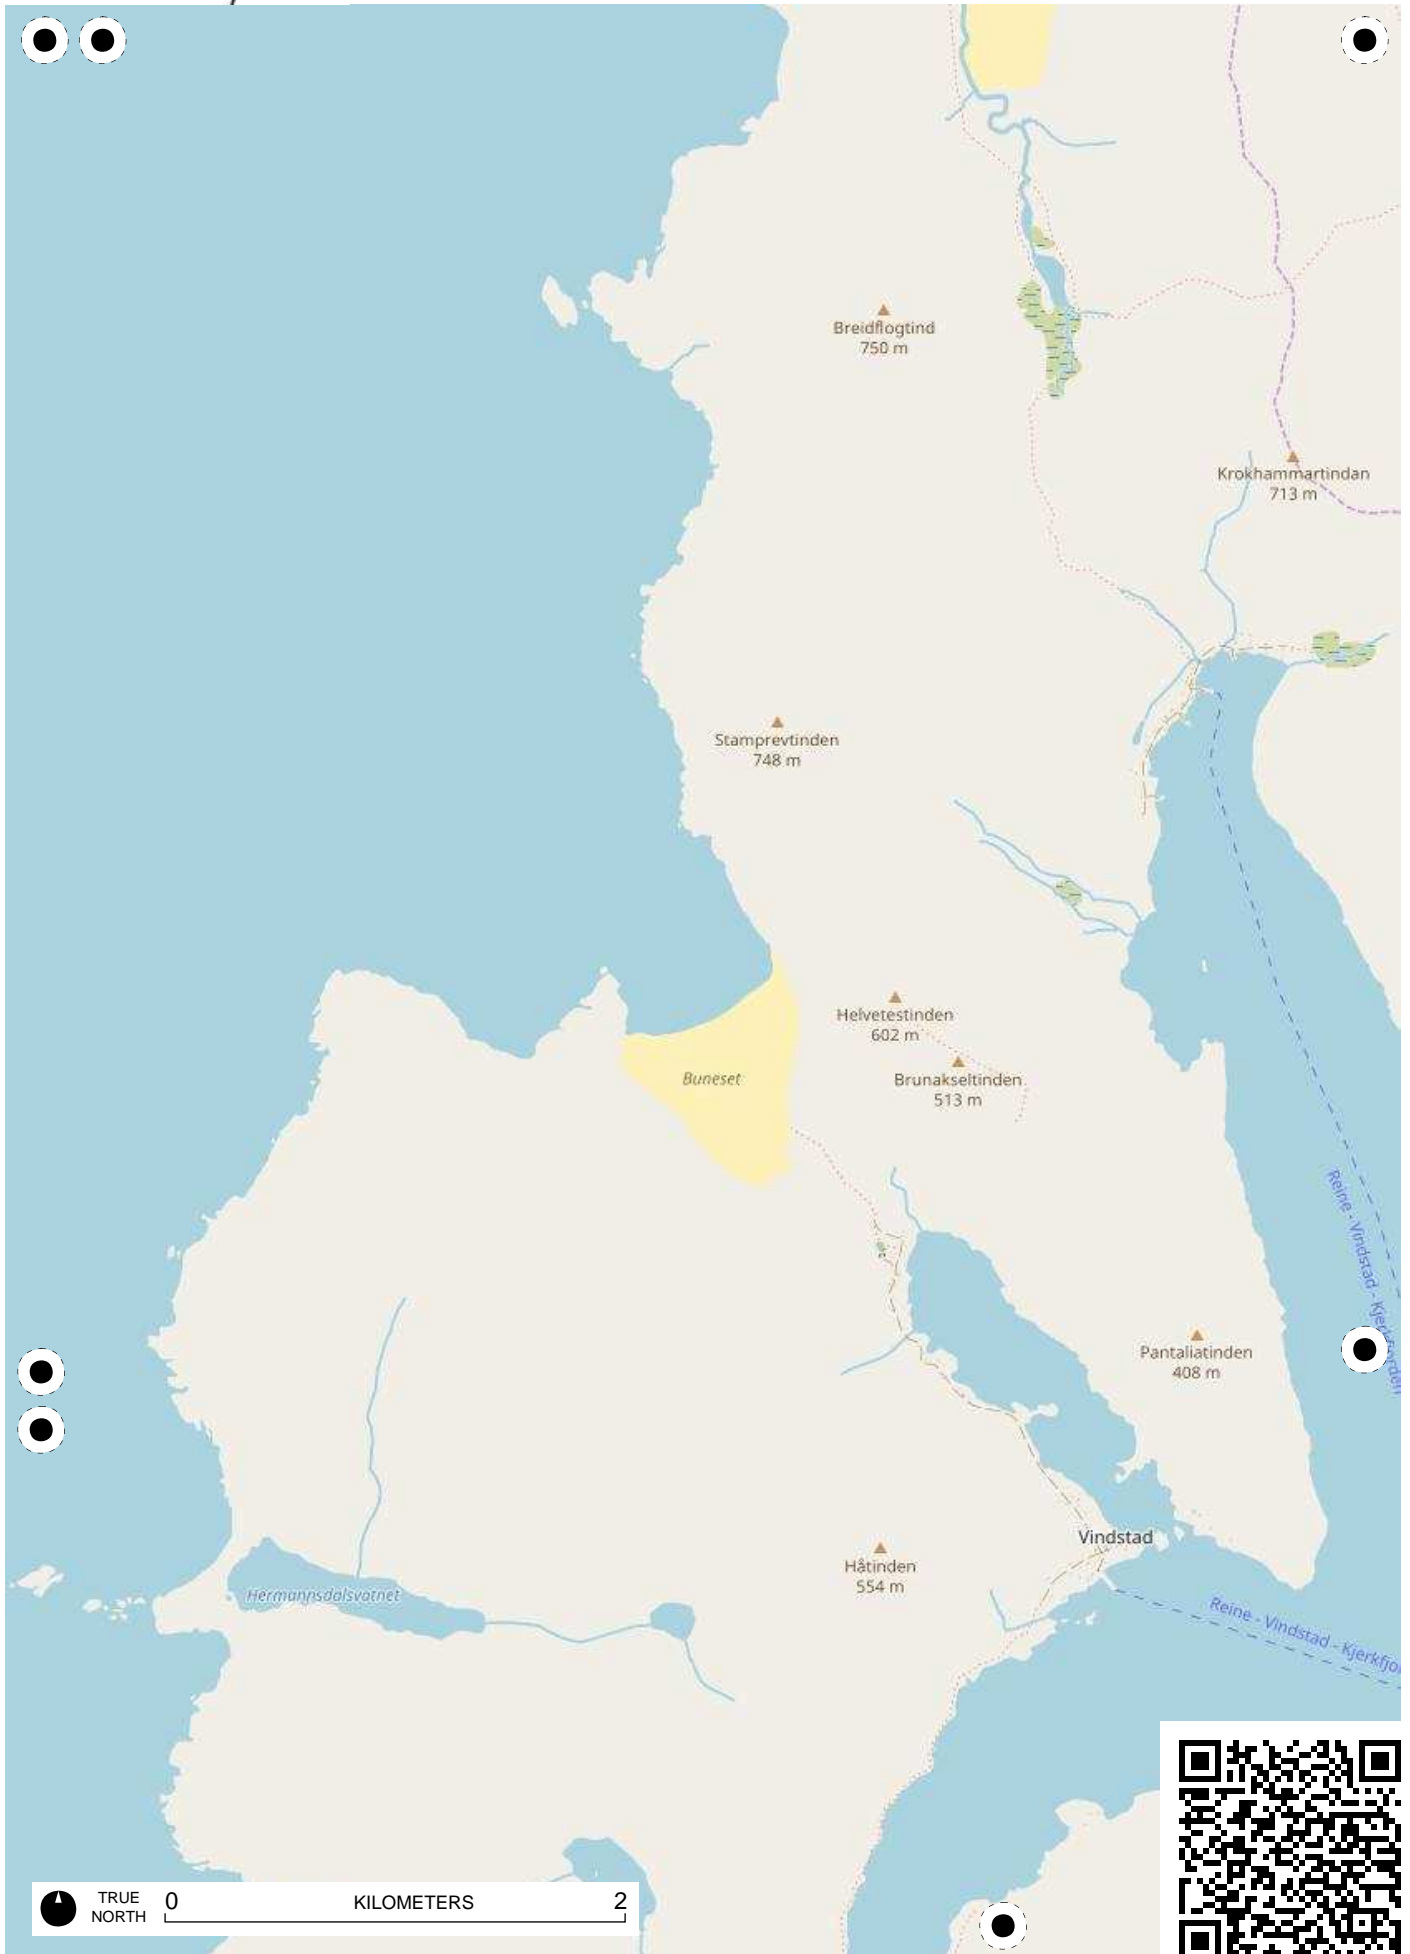 Breidflogtind
750 m
Krokhammartindan
713 m
Stamprevtinden
748 m
Helvetestinden
602 m
Buneset
Brunakseltinden
513 m
Reine - Vindstad - Kjerkfjorden
Pantaliatinden
408 m
Vindstad
Håtinden
554 m
Hermannsdalsvatnet
Reine - Vindstad - Kjerkfjor
TRUE
NORTH
0
KILOMETERS
2